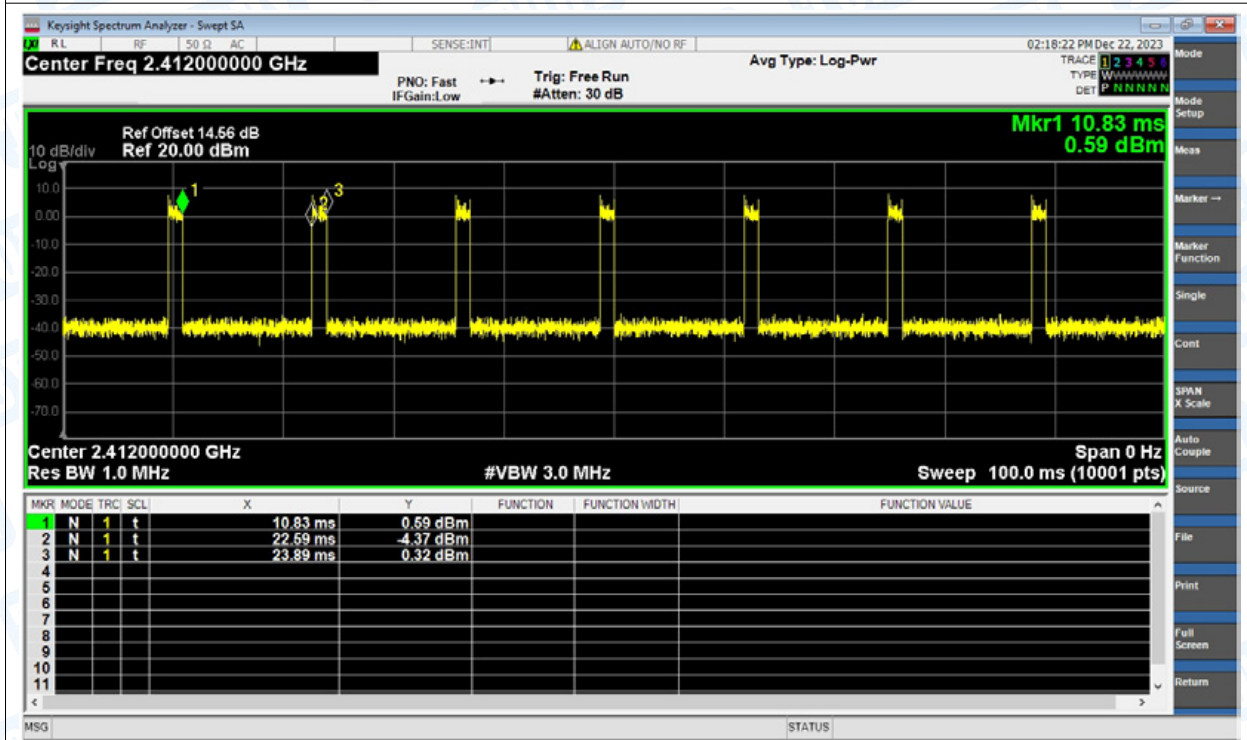 Keysight Spectrum Analyzer - Swept SA
RL RF 50 Ω AC SENSE:INT ALIGN AUTO/NO RF 02:18:22 PM Dec 22, 2023
Center Freq 2.412000000 GHz Avg Type: Log-Pwr TRACE 1 2 3 4 5 6
PNO: Fast Trig: Free Run TYPE WWWWWW
IFGain:Low #Atten: 30 dB DET P N N N N N
Ref Offset 14.56 dB Mkr1 10.83 ms
10 dB/div Ref 20.00 dBm 0.59 dBm
Log
10.0
0.00
-10.0
-20.0
-30.0
-40.0
-50.0
-60.0
-70.0
1
2
3
Center 2.412000000 GHz Span 0 Hz
Res BW 1.0 MHz #VBW 3.0 MHz Sweep 100.0 ms (10001 pts)
MKR MODE TRC SCL X Y FUNCTION FUNCTION WIDTH FUNCTION VALUE
1 N 1 t 10.83 ms 0.59 dBm
2 N 1 t 22.59 ms -4.37 dBm
3 N 1 t 23.89 ms 0.32 dBm
4
5
6
7
8
9
10
11
MSG STATUS
Mode
Mode Setup
Meas
Marker →
Marker Function
Single
Cont
SPAN X Scale
Auto Couple
Source
File
Print
Full Screen
Return